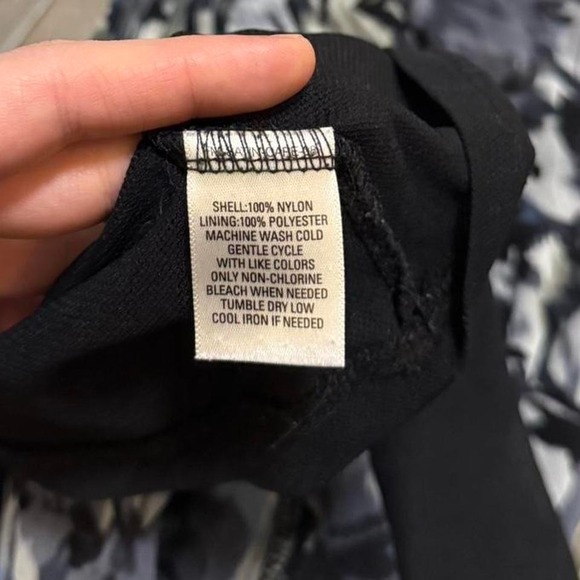 SHELL:100% NYLON
LINING:100% POLYESTER
MACHINE WASH COLD
GENTLE CYCLE
WITH LIKE COLORS
ONLY NON-CHLORINE
BLEACH WHEN NEEDED
TUMBLE DRY LOW
COOL IRON IF NEEDED